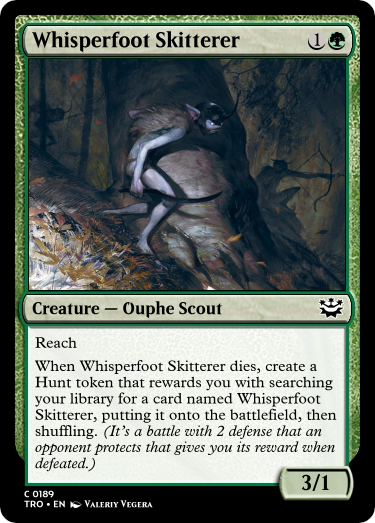 Whisperfoot Skitterer 1
Creature — Ouphe Scout
Reach
When Whisperfoot Skitterer dies, create a
Hunt token that rewards you with searching
your library for a card named Whisperfoot
Skitterer, putting it onto the battlefield, then
shuffling. (It's a battle with 2 defense that an
opponent protects that gives you its reward when
defeated.)
3/1
C 0189
TRO • EN Valeriy Vegera